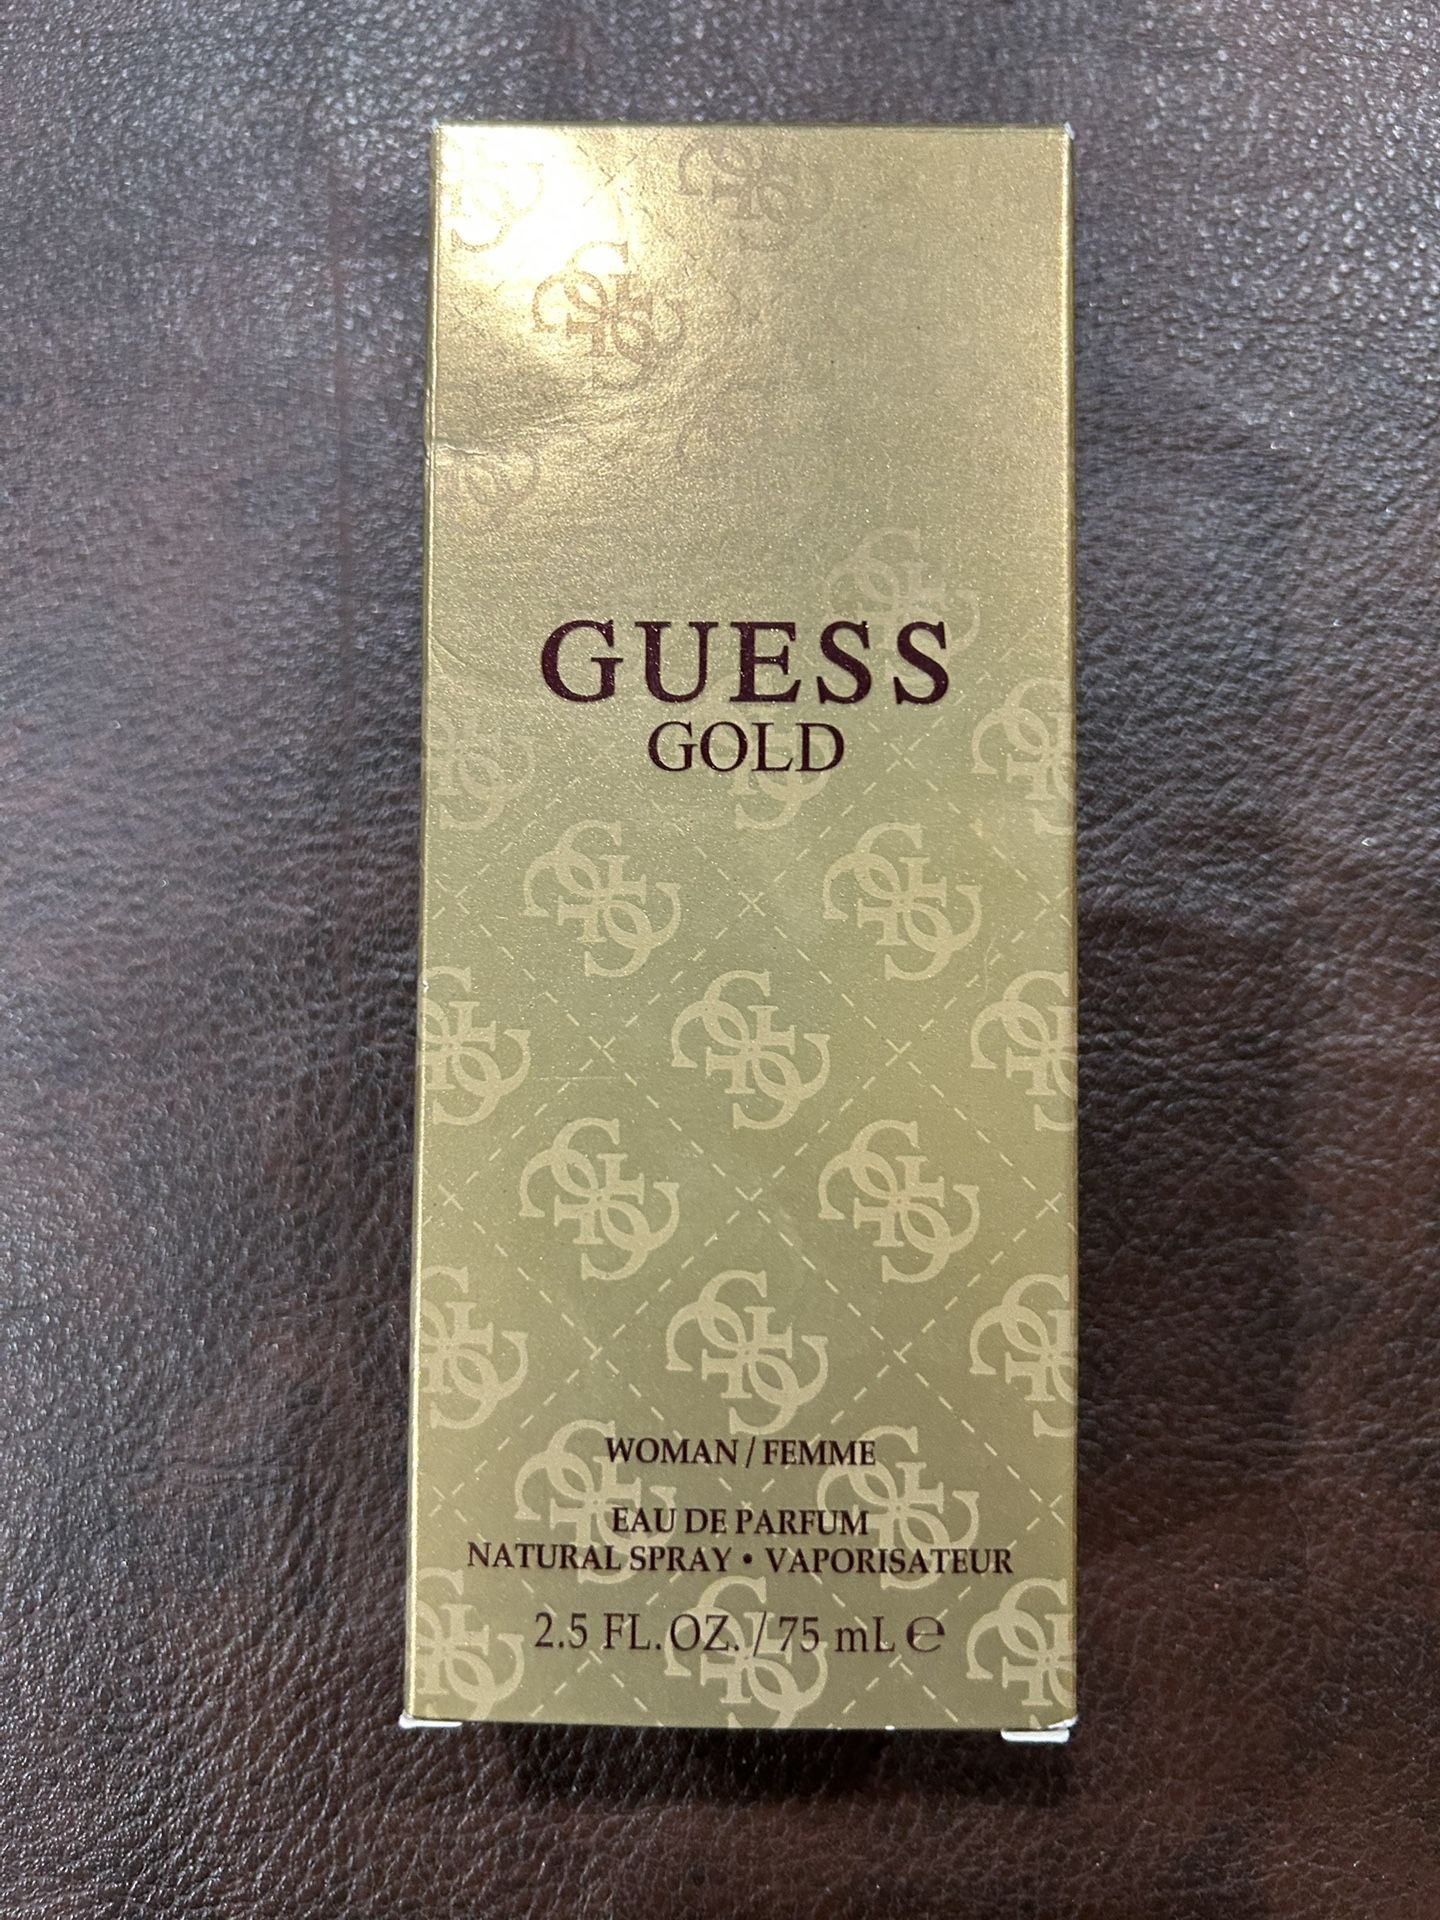 GUESS
GOLD
WOMAN / FEMME
EAU DE PARFUM
NATURAL SPRAY • VAPORISATEUR
2.5 FL. OZ. / 75 mL ℮